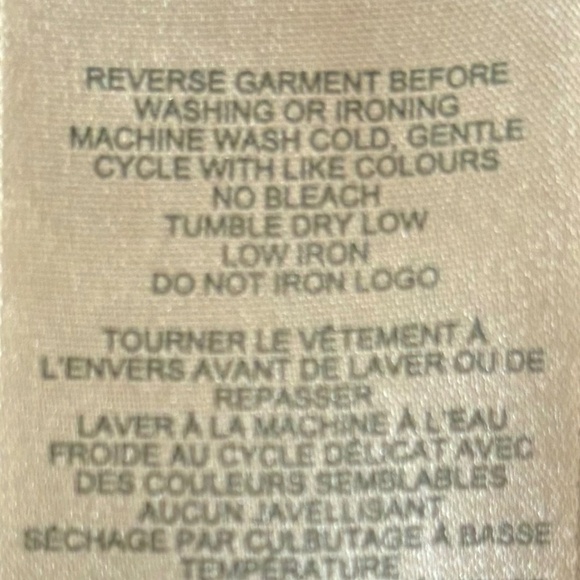 REVERSE GARMENT BEFORE
WASHING OR IRONING
MACHINE WASH COLD, GENTLE
CYCLE WITH LIKE COLOURS
NO BLEACH
TUMBLE DRY LOW
LOW IRON
DO NOT IRON LOGO
TOURNER LE VÊTEMENT À
L'ENVERS AVANT DE LAVER OU DE
REPASSER
LAVER À LA MACHINE À L'EAU
FROIDE AU CYCLE DÉLICAT AVEC
DES COULEURS SEMBLABLES
AUCUN JAVELLISANT
SÉCHAGE PAR CULBUTAGE À BASSE
TEMPÉRATURE